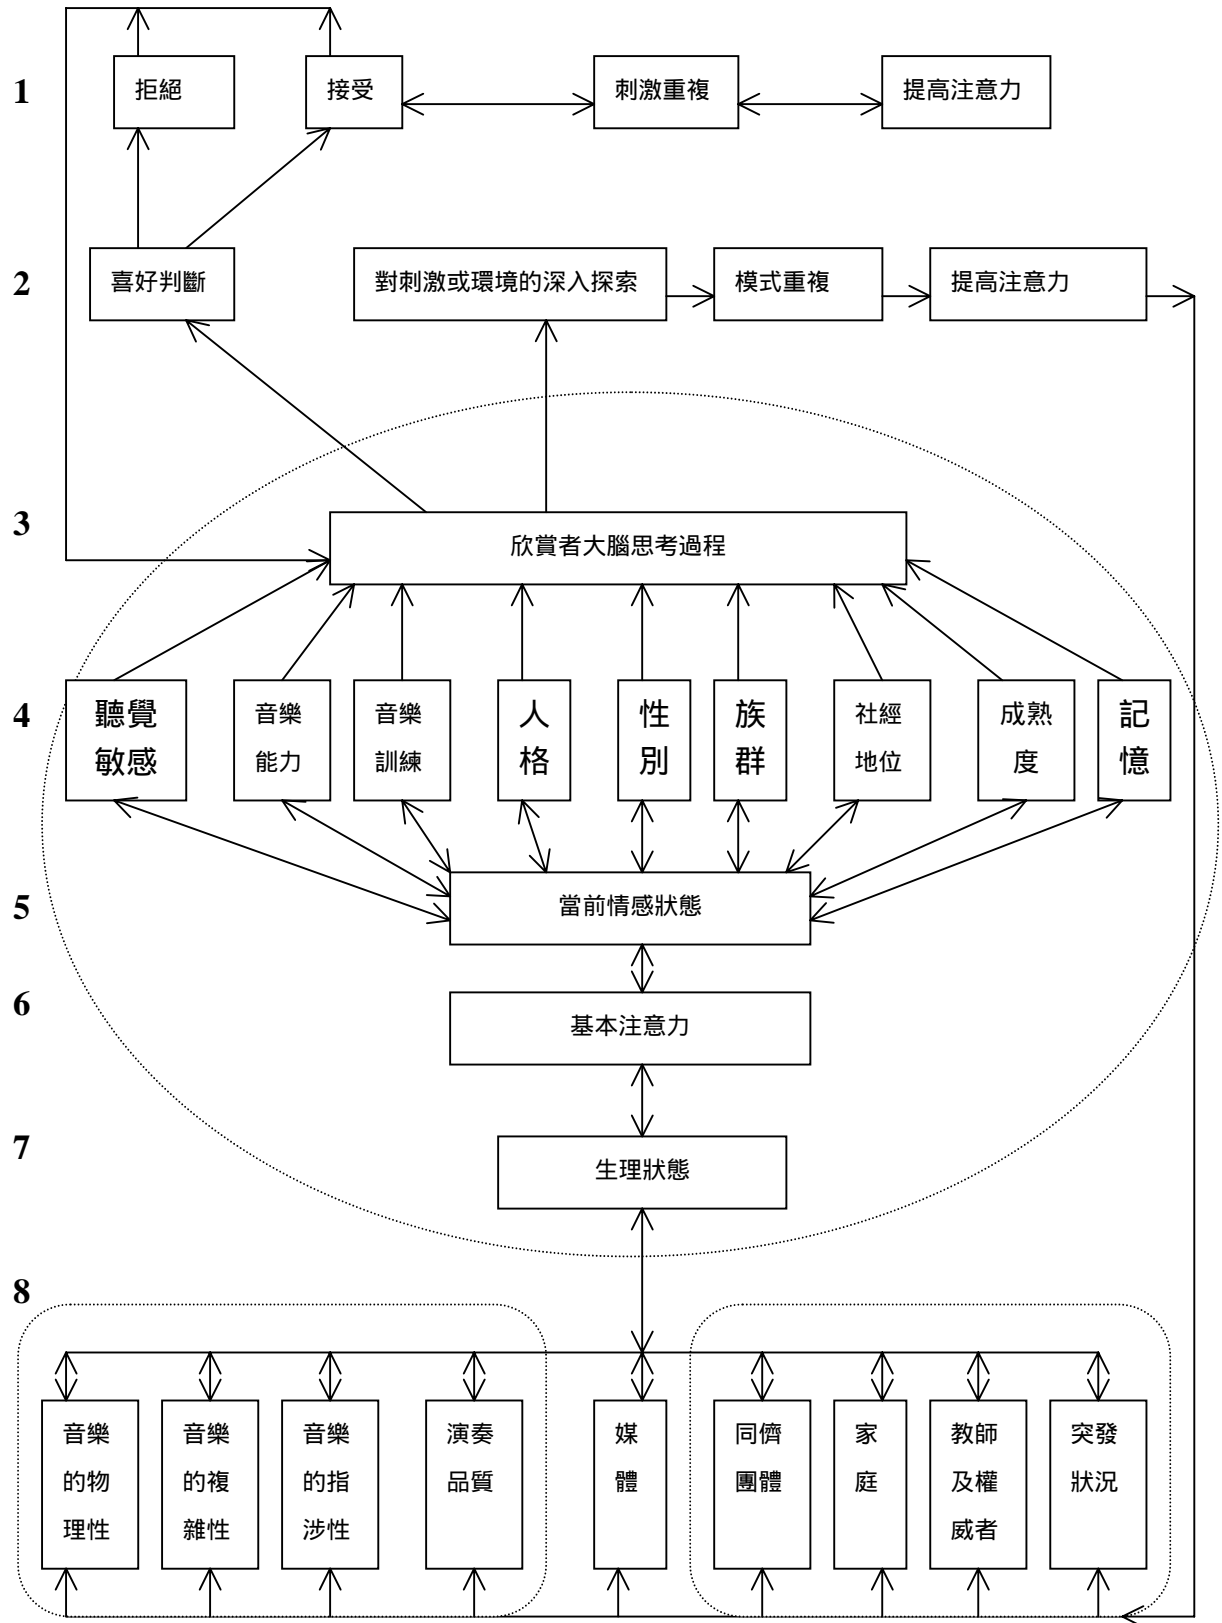 1
拒絕
接受
刺激重複
提高注意力
2
喜好判斷
對刺激或環境的深入探索
模式重複
提高注意力
3
欣賞者大腦思考過程
4
聽覺
敏感
音樂
能力
音樂
訓練
人
格
性
別
族
群
社經
地位
成熟
度
記
憶
5
當前情感狀態
6
基本注意力
7
生理狀態
8
音樂
的物
理性
音樂
的複
雜性
音樂
的指
涉性
演奏
品質
媒
體
同儕
團體
家
庭
教師
及權
威者
突發
狀況